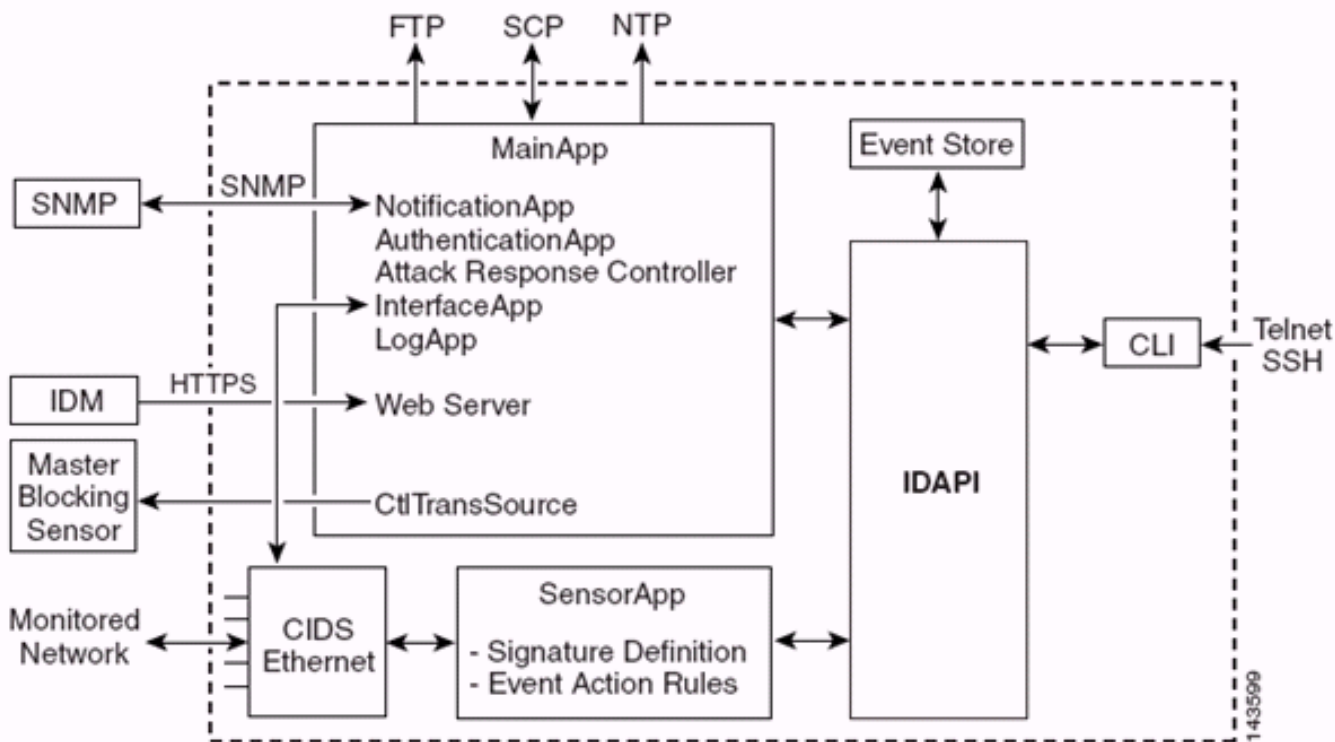 FTP
SCP
NTP
MainApp
Event Store
SNMP
SNMP
NotificationApp
AuthenticationApp
Attack Response Controller
InterfaceApp
LogApp
Telnet
SSH
CLI
IDM
HTTPS
Web Server
Master
Blocking
Sensor
CtlTransSource
IDAPI
Monitored
Network
CIDS
Ethernet
SensorApp
- Signature Definition
- Event Action Rules
143599